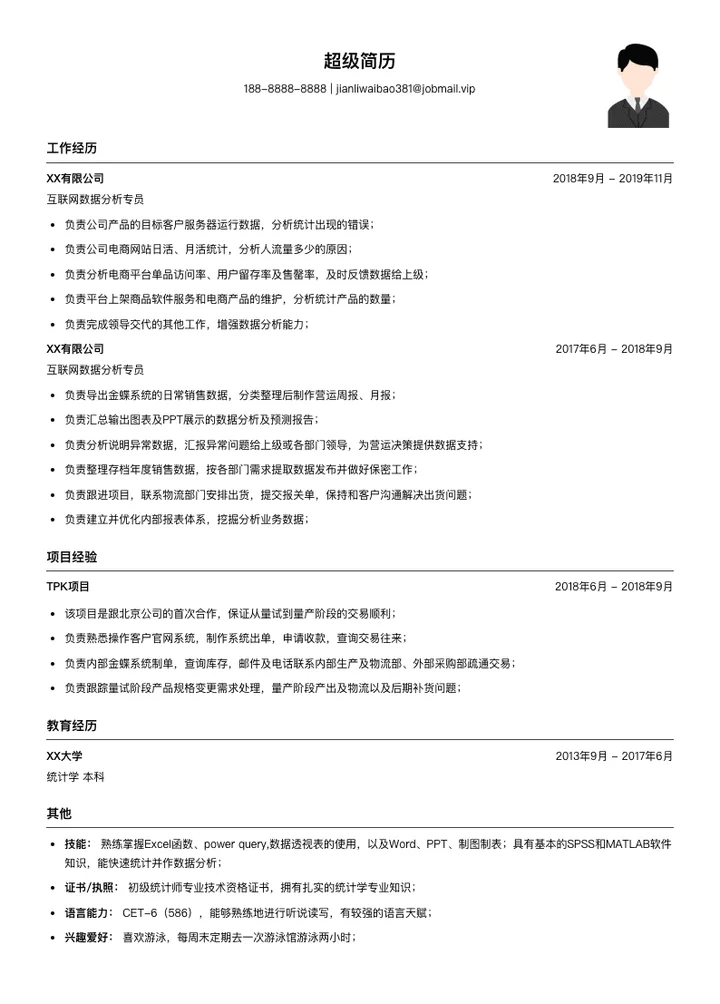 超级简历
188-8888-8888 | jianliwaibao381@jobmail.vip
工作经历
XX有限公司 2018年9月 – 2019年11月
互联网数据分析专员
• 负责公司产品的目标客户服务器运行数据，分析统计出现的错误；
• 负责公司电商网站日活、月活统计，分析人流量多少的原因；
• 负责分析电商平台单品访问率、用户留存率及售罄率，及时反馈数据给上级；
• 负责平台上架商品软件服务和电商产品的维护，分析统计产品的数量；
• 负责完成领导交代的其他工作，增强数据分析能力；
XX有限公司 2017年6月 – 2018年9月
互联网数据分析专员
• 负责导出金蝶系统的日常销售数据，分类整理后制作营运周报、月报；
• 负责汇总输出图表及PPT展示的数据分析及预测报告；
• 负责分析说明异常数据，汇报异常问题给上级或各部门领导，为营运决策提供数据支持；
• 负责整理存档年度销售数据，按各部门需求提取数据发布并做好保密工作；
• 负责跟进项目，联系物流部门安排出货，提交报关单，保持和客户沟通解决出货问题；
• 负责建立并优化内部报表体系，挖掘分析业务数据；
项目经验
TPK项目 2018年6月 – 2018年9月
• 该项目是跟北京公司的首次合作，保证从量试到量产阶段的交易顺利；
• 负责熟悉操作客户官网系统，制作系统出单，申请收款，查询交易往来；
• 负责内部金蝶系统制单，查询库存，邮件及电话联系内部生产及物流部、外部采购部疏通交易；
• 负责跟踪量试阶段产品规格变更需求处理，量产阶段产出及物流以及后期补货问题；
教育经历
XX大学 2013年9月 – 2017年6月
统计学 本科
其他
• 技能： 熟练掌握Excel函数、power query,数据透视表的使用，以及Word、PPT、制图制表；具有基本的SPSS和MATLAB软件
知识，能快速统计并作数据分析；
• 证书/执照： 初级统计师专业技术资格证书，拥有扎实的统计学专业知识；
• 语言能力： CET-6（586），能够熟练地进行听说读写，有较强的语言天赋；
• 兴趣爱好： 喜欢游泳，每周末定期去一次游泳馆游泳两小时；